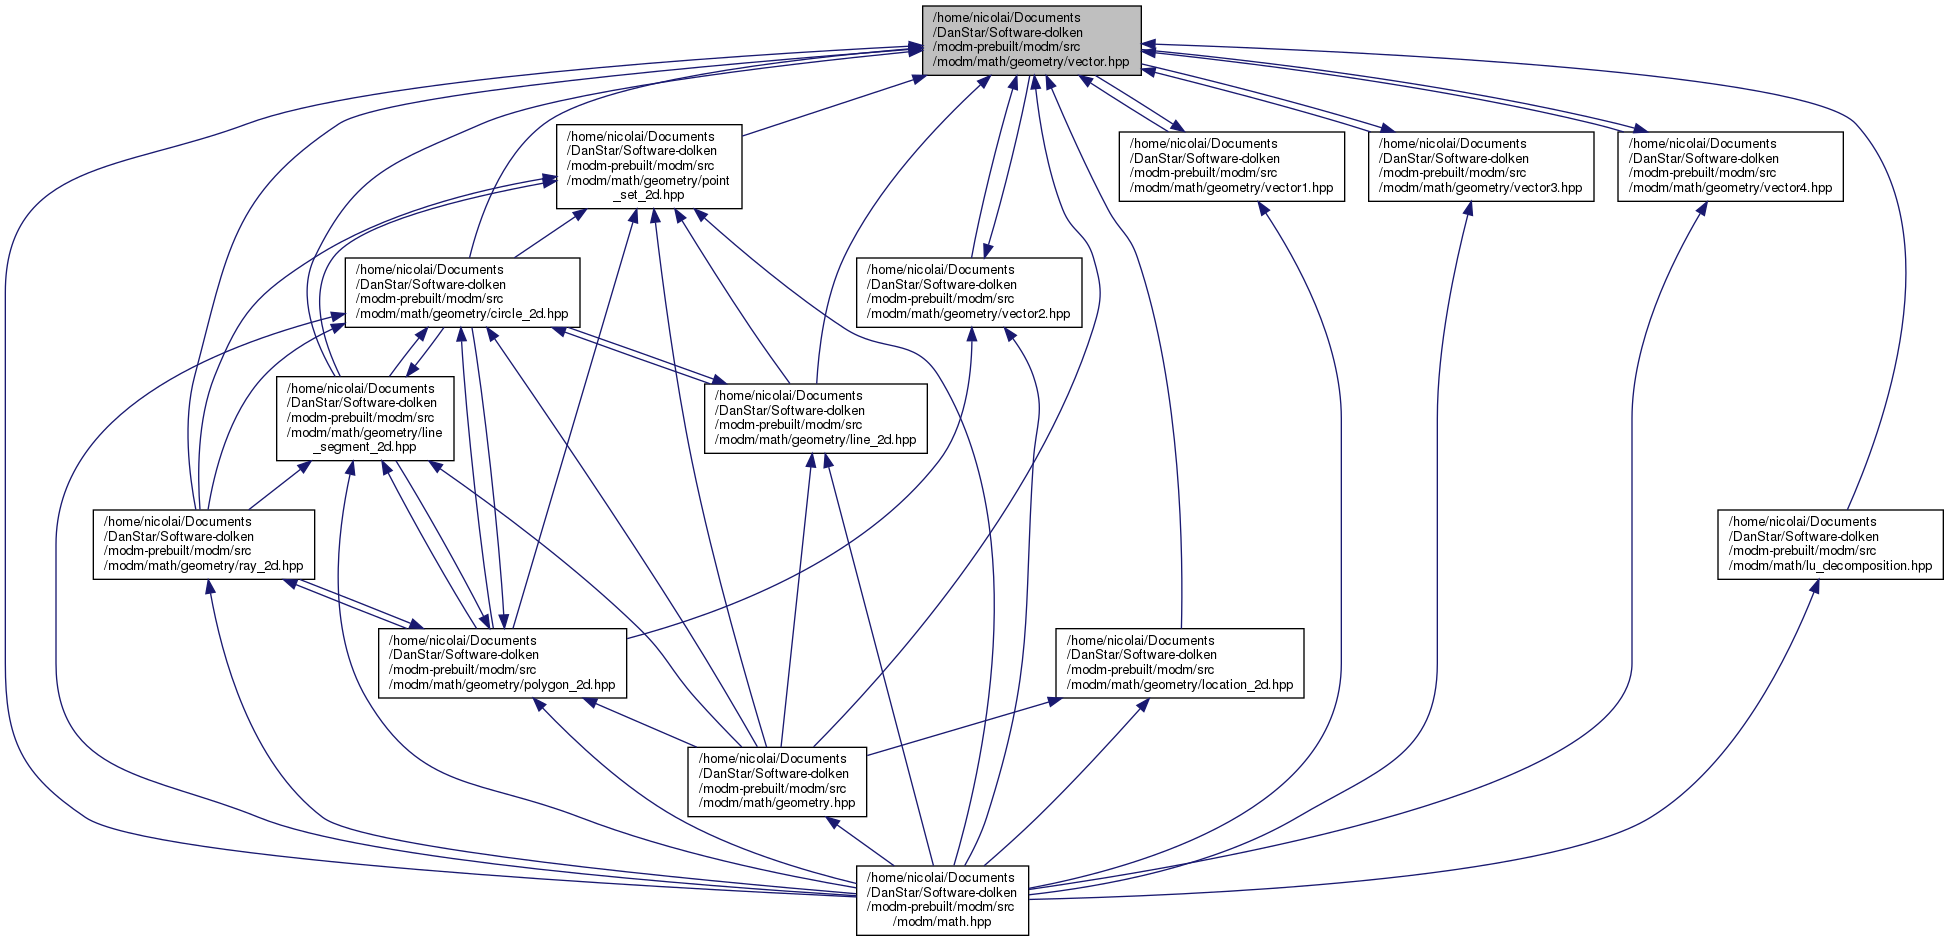 /home/nicolai/Documents
/DanStar/Software-dolken
/modm-prebuilt/modm/src
/modm/math/geometry/vector.hpp
/home/nicolai/Documents
/DanStar/Software-dolken
/modm-prebuilt/modm/src
/modm/math/geometry/point
_set_2d.hpp
/home/nicolai/Documents
/DanStar/Software-dolken
/modm-prebuilt/modm/src
/modm/math/geometry/vector1.hpp
/home/nicolai/Documents
/DanStar/Software-dolken
/modm-prebuilt/modm/src
/modm/math/geometry/vector3.hpp
/home/nicolai/Documents
/DanStar/Software-dolken
/modm-prebuilt/modm/src
/modm/math/geometry/vector4.hpp
/home/nicolai/Documents
/DanStar/Software-dolken
/modm-prebuilt/modm/src
/modm/math/geometry/circle_2d.hpp
/home/nicolai/Documents
/DanStar/Software-dolken
/modm-prebuilt/modm/src
/modm/math/geometry/vector2.hpp
/home/nicolai/Documents
/DanStar/Software-dolken
/modm-prebuilt/modm/src
/modm/math/geometry/line
_segment_2d.hpp
/home/nicolai/Documents
/DanStar/Software-dolken
/modm-prebuilt/modm/src
/modm/math/geometry/line_2d.hpp
/home/nicolai/Documents
/DanStar/Software-dolken
/modm-prebuilt/modm/src
/modm/math/geometry/ray_2d.hpp
/home/nicolai/Documents
/DanStar/Software-dolken
/modm-prebuilt/modm/src
/modm/math/lu_decomposition.hpp
/home/nicolai/Documents
/DanStar/Software-dolken
/modm-prebuilt/modm/src
/modm/math/geometry/polygon_2d.hpp
/home/nicolai/Documents
/DanStar/Software-dolken
/modm-prebuilt/modm/src
/modm/math/geometry/location_2d.hpp
/home/nicolai/Documents
/DanStar/Software-dolken
/modm-prebuilt/modm/src
/modm/math/geometry.hpp
/home/nicolai/Documents
/DanStar/Software-dolken
/modm-prebuilt/modm/src
/modm/math.hpp